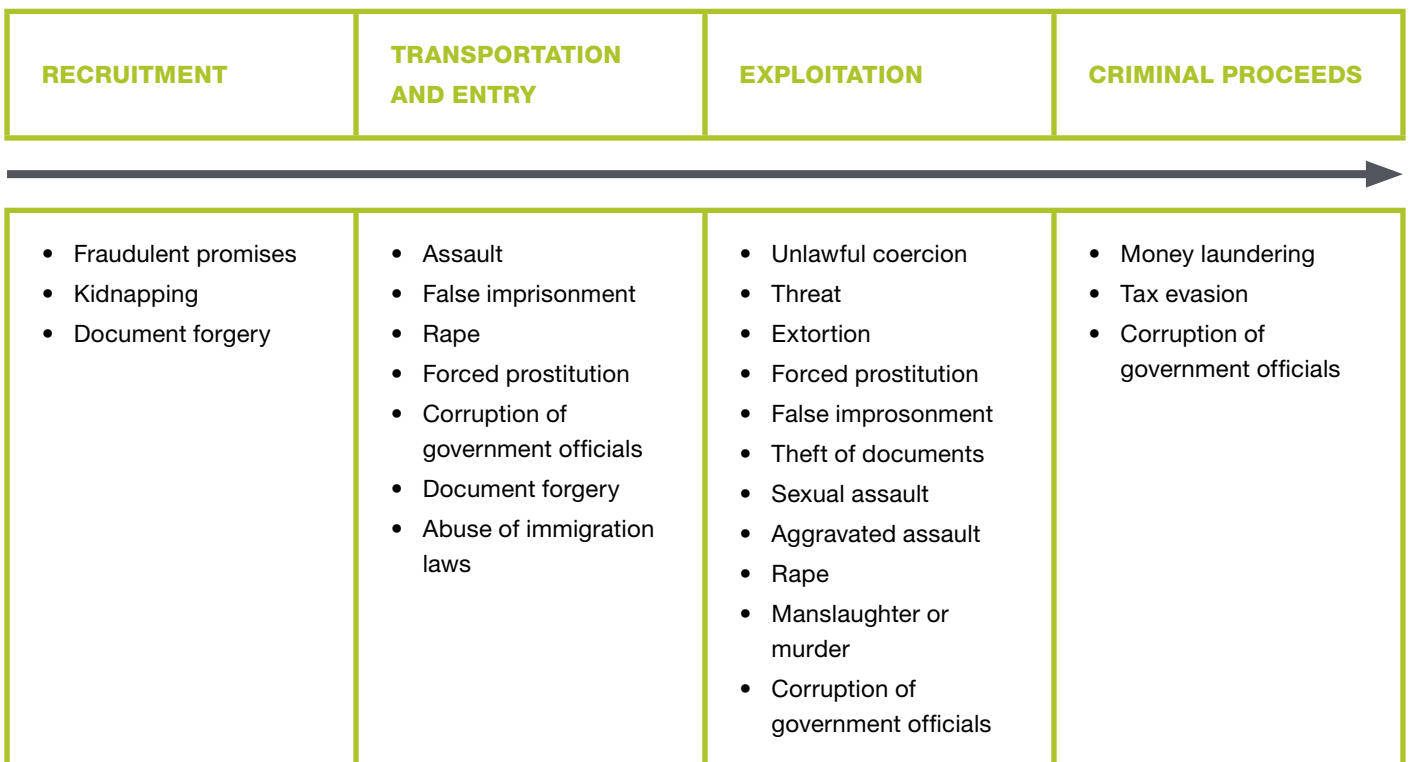 RECRUITMENT
TRANSPORTATION
AND ENTRY
EXPLOITATION
CRIMINAL PROCEEDS
• Fraudulent promises
• Kidnapping
• Document forgery
• Assault
• False imprisonment
• Rape
• Forced prostitution
• Corruption of
government officials
• Document forgery
• Abuse of immigration
laws
• Unlawful coercion
• Threat
• Extortion
• Forced prostitution
• False improsonment
• Theft of documents
• Sexual assault
• Aggravated assault
• Rape
• Manslaughter or
murder
• Corruption of
government officials
• Money laundering
• Tax evasion
• Corruption of
government officials